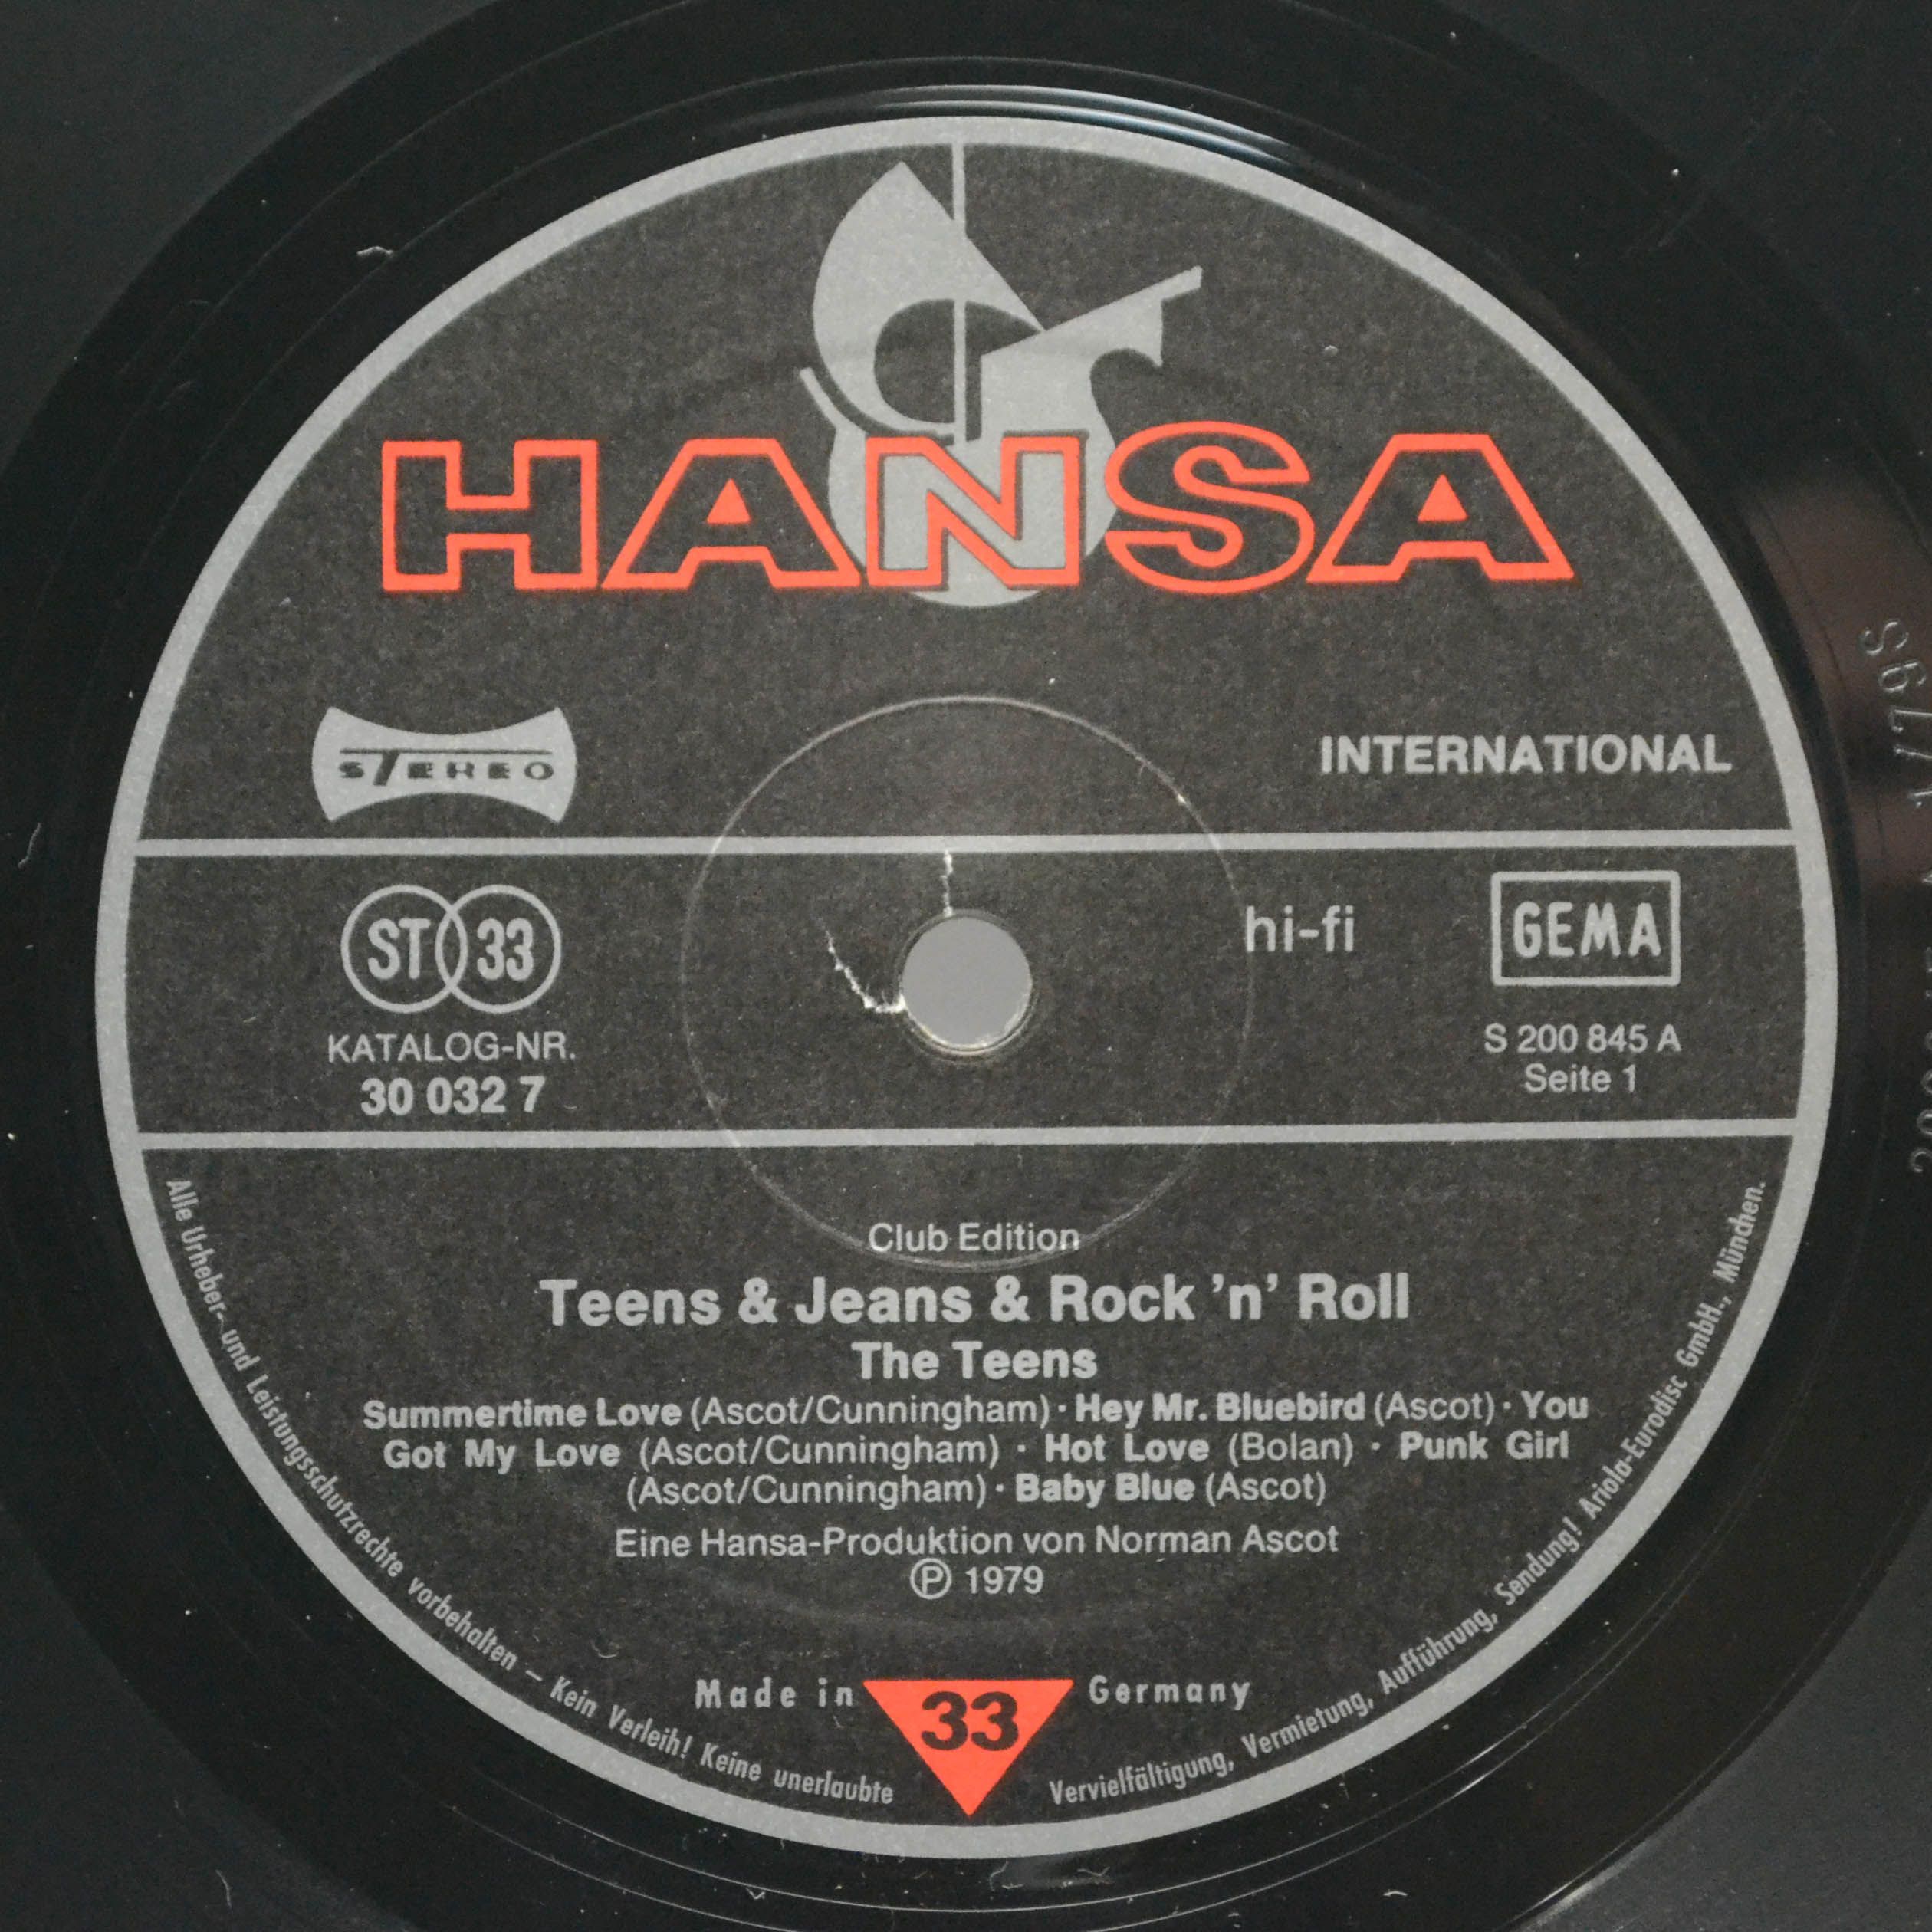 HANSA
STEREO
INTERNATIONAL
ST 33
hi-fi
GEMA
KATALOG-NR.
30 032 7
S 200 845 A
Seite 1
Club Edition
Teens & Jeans & Rock ’n’ Roll
The Teens
Summertime Love (Ascot/Cunningham) · Hey Mr. Bluebird (Ascot) · You
Got My Love (Ascot/Cunningham) · Hot Love (Bolan) · Punk Girl
(Ascot/Cunningham) · Baby Blue (Ascot)
Eine Hansa-Produktion von Norman Ascot
℗ 1979
Made in 33 Germany
Alle Urheber- und Leistungsschutzrechte vorbehalten – Kein Verleih! Keine unerlaubte Vervielfältigung, Vermietung, Aufführung, Sendung! Ariola-Eurodisc GmbH., München.